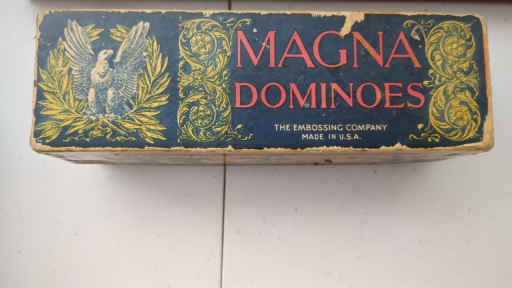 MAGNA
DOMINOES
THE EMBOSSING COMPANY
MADE IN U.S.A.